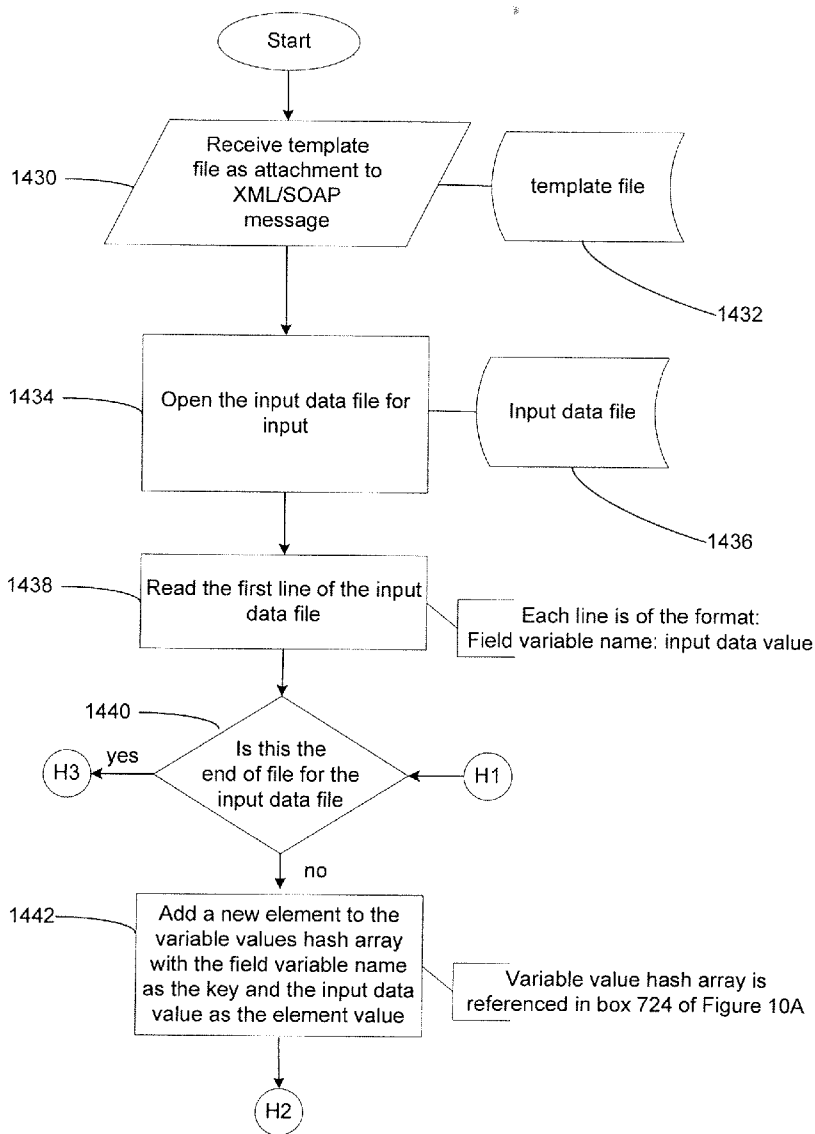 Start
1430
Receive template
file as attachment to
XML/SOAP
message
template file
1432
1434
Open the input data file for
input
Input data file
1436
1438
Read the first line of the input
data file
Each line is of the format:
Field variable name: input data value
1440
Is this the
end of file for the
input data file
yes
H3
H1
no
1442
Add a new element to the
variable values hash array
with the field variable name
as the key and the input data
value as the element value
Variable value hash array is
referenced in box 724 of Figure 10A
H2